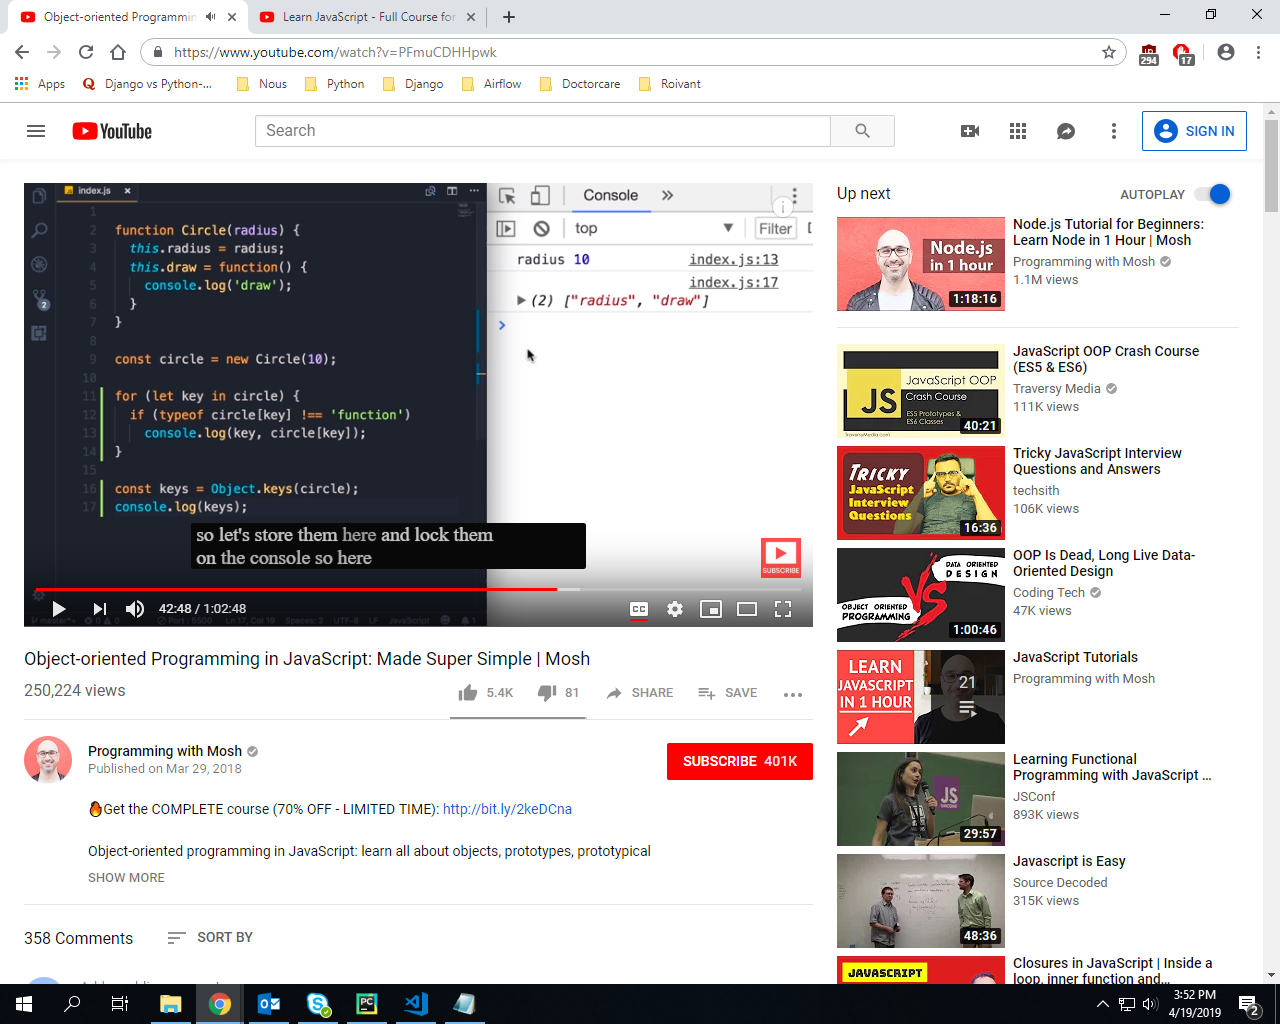 Object-oriented Programmin
Learn JavaScript - Full Course for
https://www.youtube.com/watch?v=PFmuCDHHpwk
294
17
Apps
Django vs Python-...
Nous
Python
Django
Airflow
Doctorcare
Roivant
YouTube
Search
SIGN IN
index.js
1
2 function Circle(radius) {
3 this.radius = radius;
4 this.draw = function() {
5 console.log('draw');
6 }
7 }
8
9 const circle = new Circle(10);
10
11 for (let key in circle) {
12 if (typeof circle[key] !== 'function')
13 console.log(key, circle[key]);
14 }
15
16 const keys = Object.keys(circle);
17 console.log(keys);
2
Console
top
Filter
radius 10 index.js:13
index.js:17
(2) ["radius", "draw"]
so let's store them here and lock them
on the console so here
SUBSCRIBE
42:48 / 1:02:48
CC
Object-oriented Programming in JavaScript: Made Super Simple | Mosh
250,224 views
5.4K
81
SHARE
SAVE
Programming with Mosh
Published on Mar 29, 2018
SUBSCRIBE 401K
Get the COMPLETE course (70% OFF - LIMITED TIME): http://bit.ly/2keDCna
Object-oriented programming in JavaScript: learn all about objects, prototypes, prototypical
SHOW MORE
358 Comments
SORT BY
Up next
AUTOPLAY
Node.js
in 1 hour
1:18:16
Node.js Tutorial for Beginners:
Learn Node in 1 Hour | Mosh
Programming with Mosh
1.1M views
JS
JavaScript OOP
Crash Course
ES5 Prototypes &
ES6 Classes
TraversyMedia.com
40:21
JavaScript OOP Crash Course
(ES5 & ES6)
Traversy Media
111K views
TRICKY
JavaScript
Interview
Questions
16:36
Tricky JavaScript Interview
Questions and Answers
techsith
106K views
DATA ORIENTED
DESIGN
VS
OBJECT ORIENTED
PROGRAMMING
1:00:46
OOP Is Dead, Long Live Data-
Oriented Design
Coding Tech
47K views
LEARN
JAVASCRIPT
IN 1 HOUR
21
JavaScript Tutorials
Programming with Mosh
JS
29:57
Learning Functional
Programming with JavaScript ...
JSConf
893K views
48:36
Javascript is Easy
Source Decoded
315K views
JAVASCRIPT
Closures in JavaScript | Inside a
loop, inner function and...
3:52 PM
4/19/2019
2